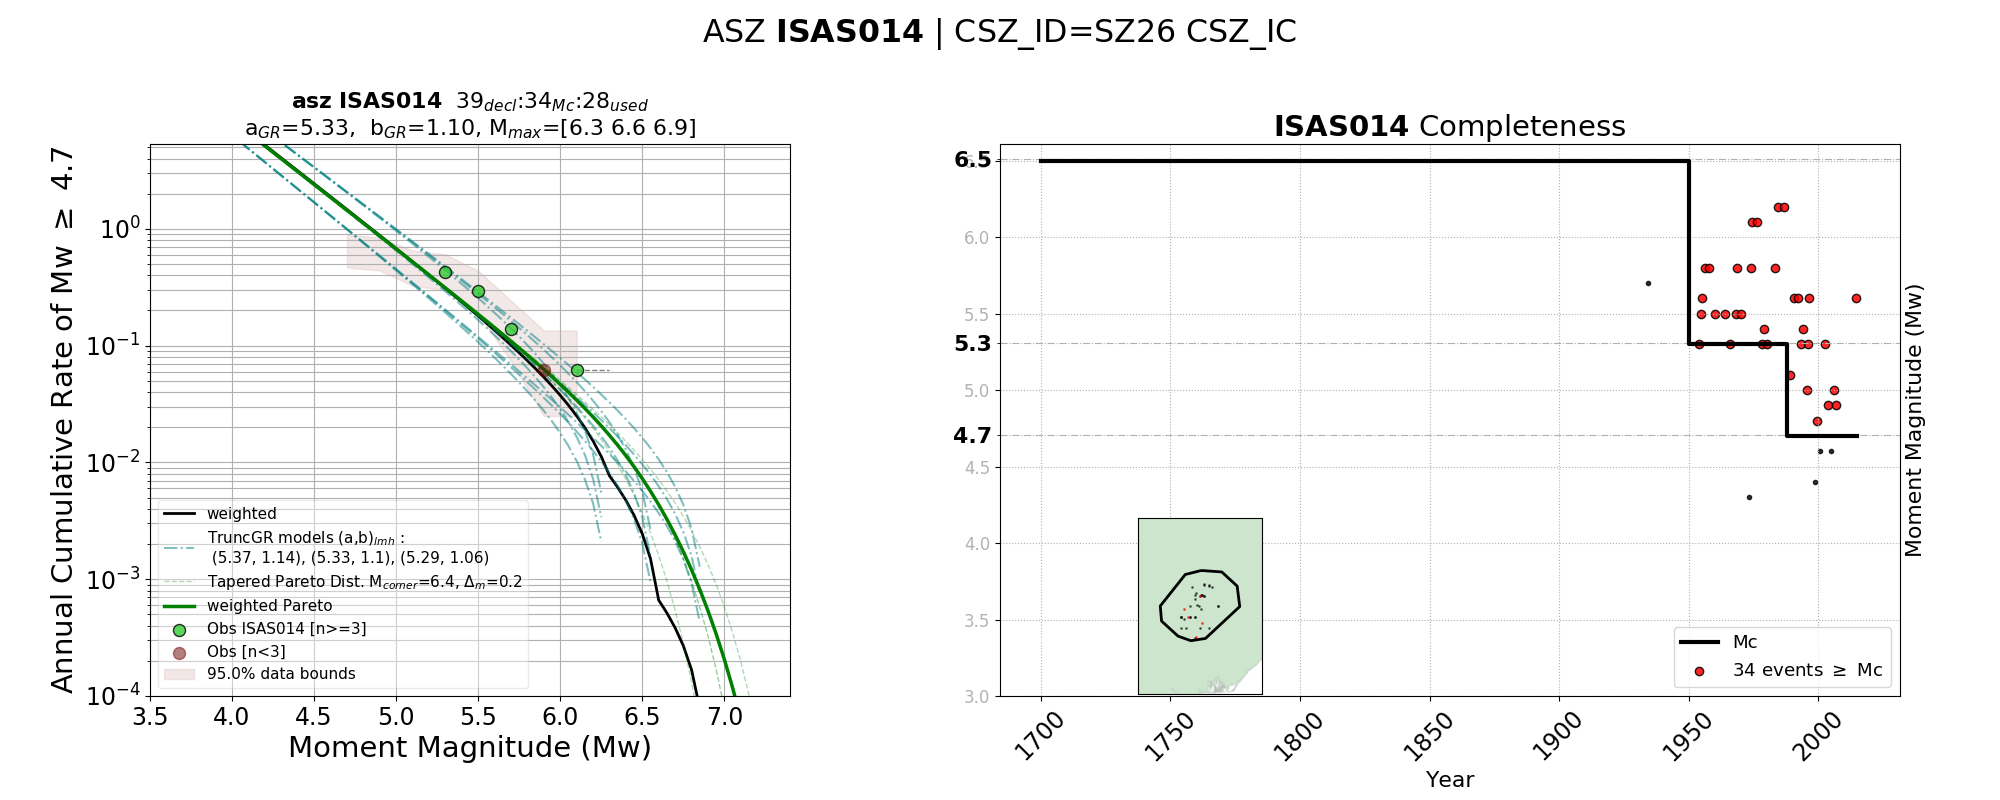 ASZ ISAS014 | CSZ_ID=SZ26 CSZ_IC
asz ISAS014 39decl:34Mc:28used
aGR=5.33, bGR=1.10, Mmax=[6.3 6.6 6.9]
Annual Cumulative Rate of Mw ≥ 4.7
10^0
10^−1
10^−2
10^−3
10^−4
weighted
TruncGR models (a,b)lmh :
(5.37, 1.14), (5.33, 1.1), (5.29, 1.06)
Tapered Pareto Dist. Mcorner=6.4, Δm=0.2
weighted Pareto
Obs ISAS014 [n>=3]
Obs [n<3]
95.0% data bounds
3.5 4.0 4.5 5.0 5.5 6.0 6.5 7.0
Moment Magnitude (Mw)
ISAS014 Completeness
6.5
6.0
5.5
5.3
5.0
4.7
4.5
4.0
3.5
3.0
Moment Magnitude (Mw)
Mc
34 events ≥ Mc
1700 1750 1800 1850 1900 1950 2000
Year